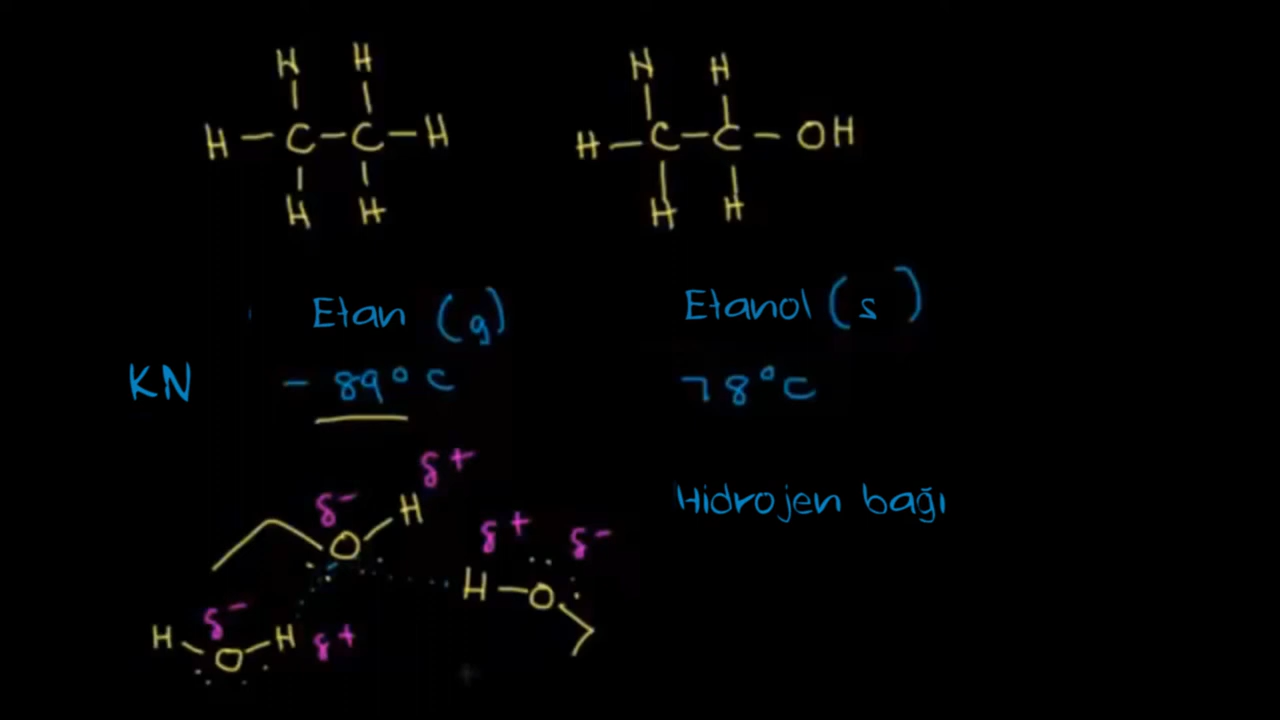 H H H H
H – C – C – H H – C – C – OH
H H H H
Etan (g) Etanol (s)
KN – 89°C 78°C
δ+
δ- H
Hidrojen bağı
δ+ δ-
O
H – O
δ-
H H δ+
O